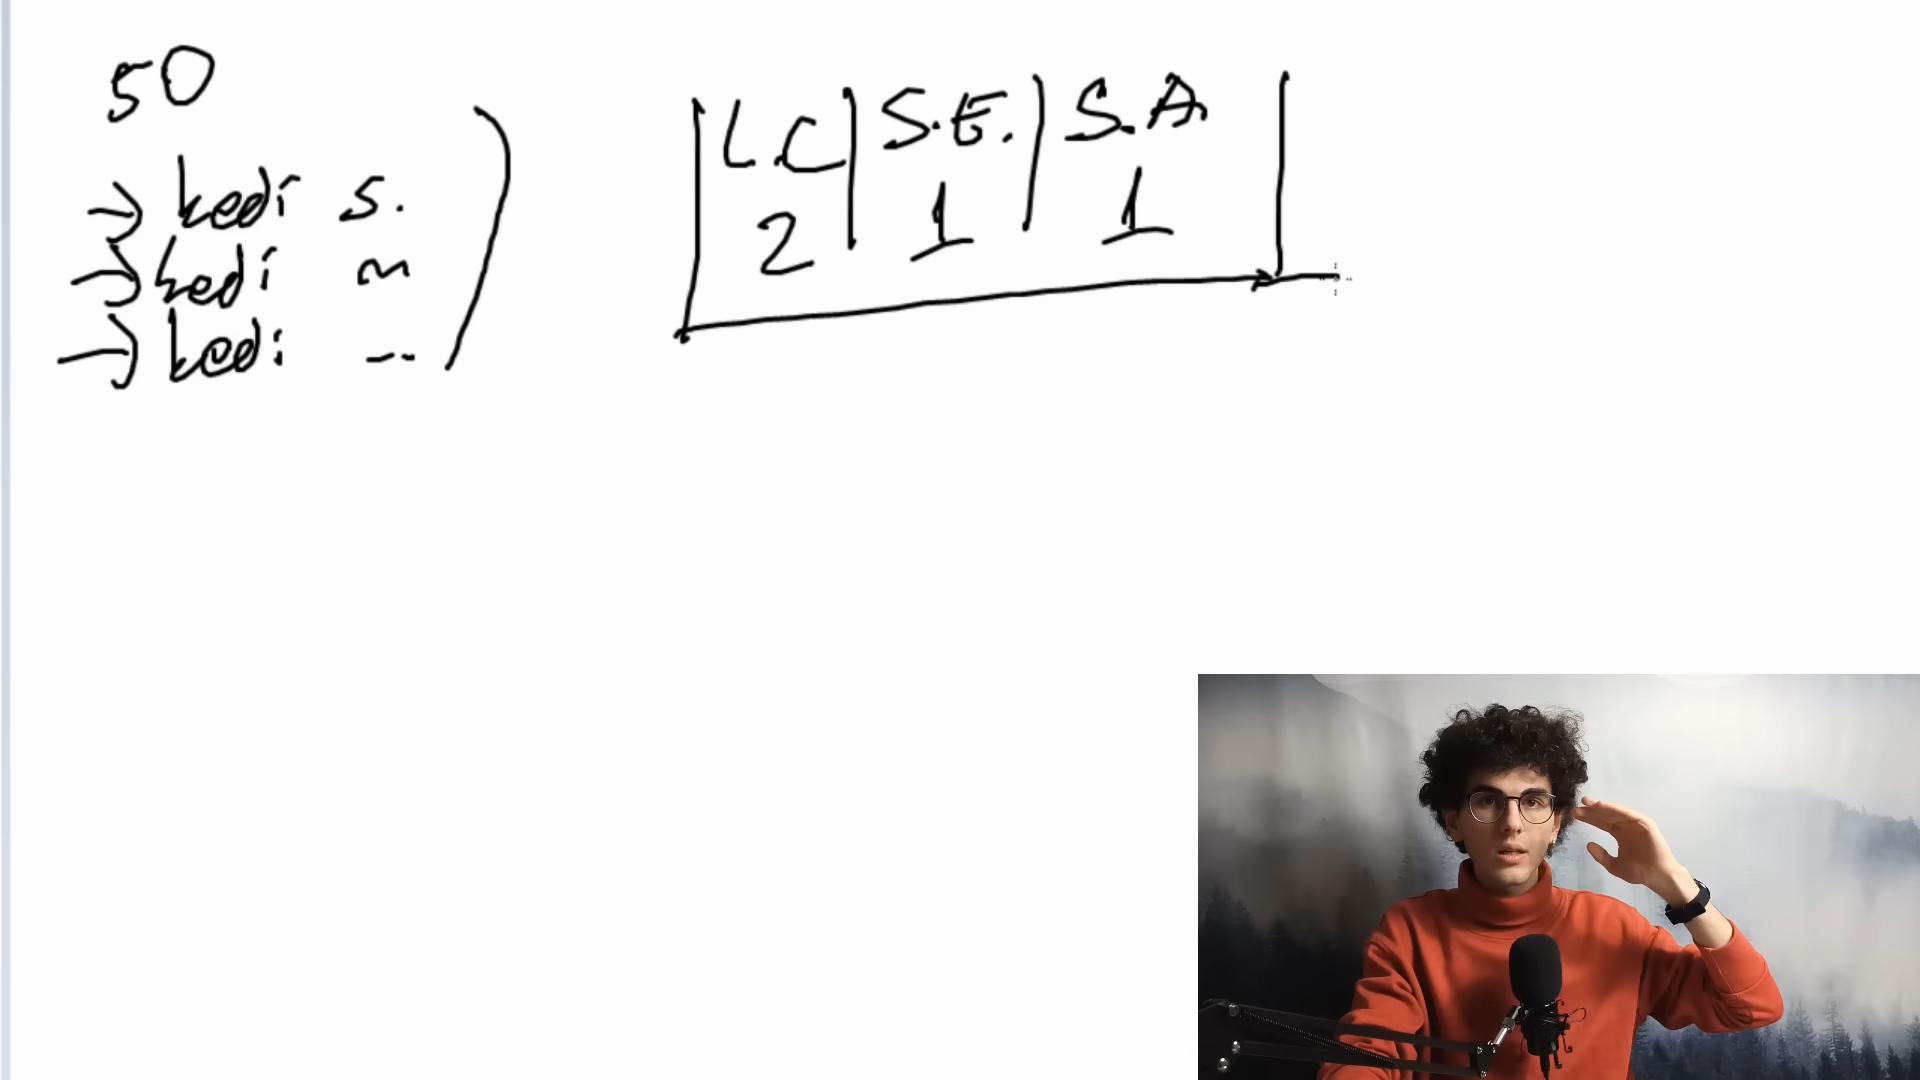 50
→ kedi s.
→ kedi ~
→ kedi --
L.C | S.E. | S.A.
2 1 1